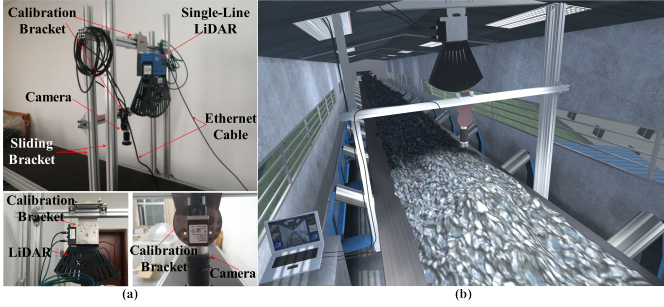 Calibration
Bracket
Single-Line
LiDAR
Camera
Ethernet
Cable
Sliding
Bracket
Calibration
Bracket
LiDAR
Calibration
Bracket
Camera
(a)
(b)